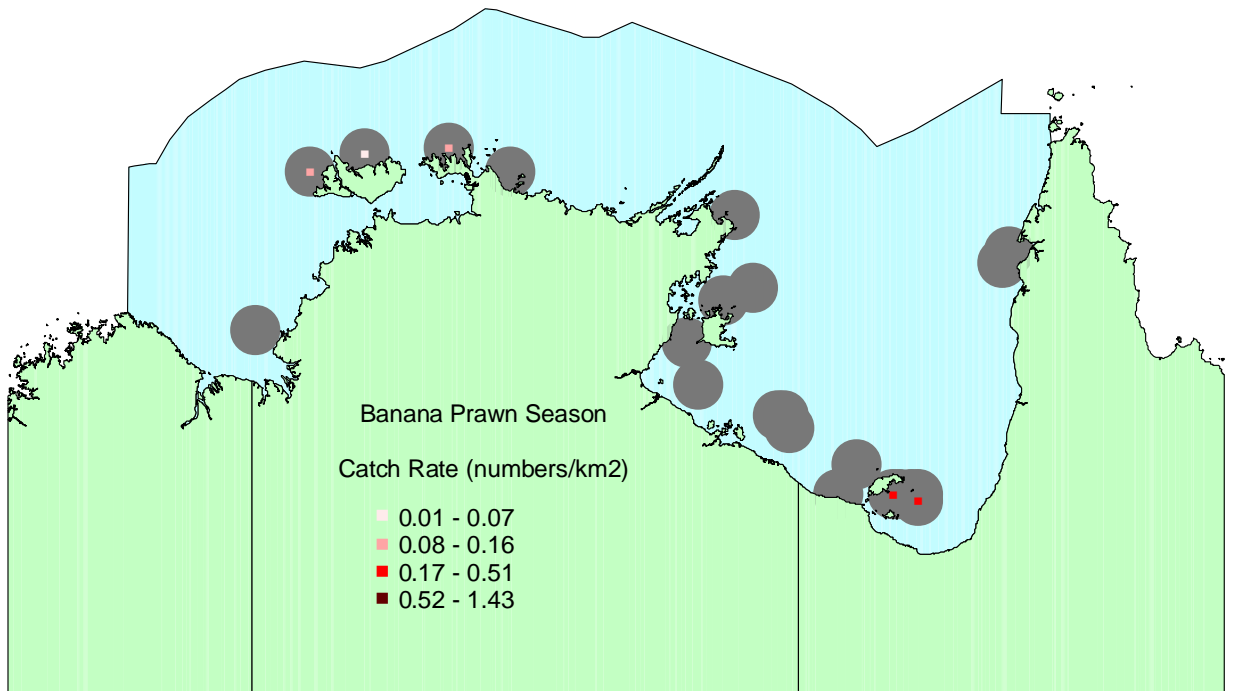 Banana Prawn Season
Catch Rate (numbers/km2)
0.01 - 0.07
0.08 - 0.16
0.17 - 0.51
0.52 - 1.43